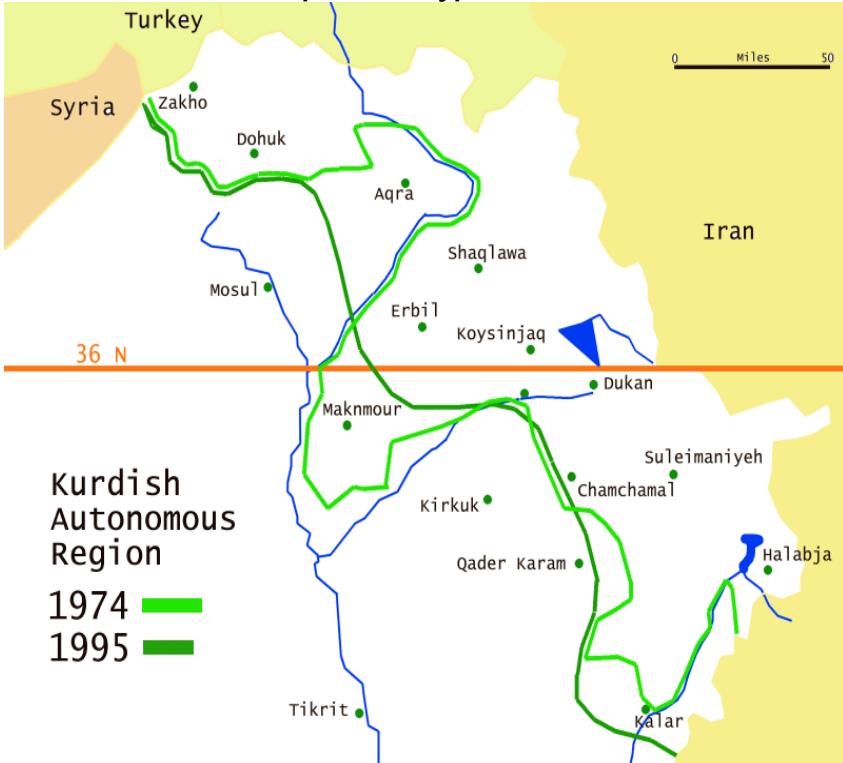 Turkey
Syria
Zakho
Dohuk
Aqra
0 Miles 50
Iran
Shaqlawa
Mosul
Erbil
Koysinjaq
36 N
Dukan
Maknmour
Suleimaniyeh
Chamchamal
Kirkuk
Qader Karam
Halabja
Kurdish
Autonomous
Region
1974
1995
Tikrit
Kalar